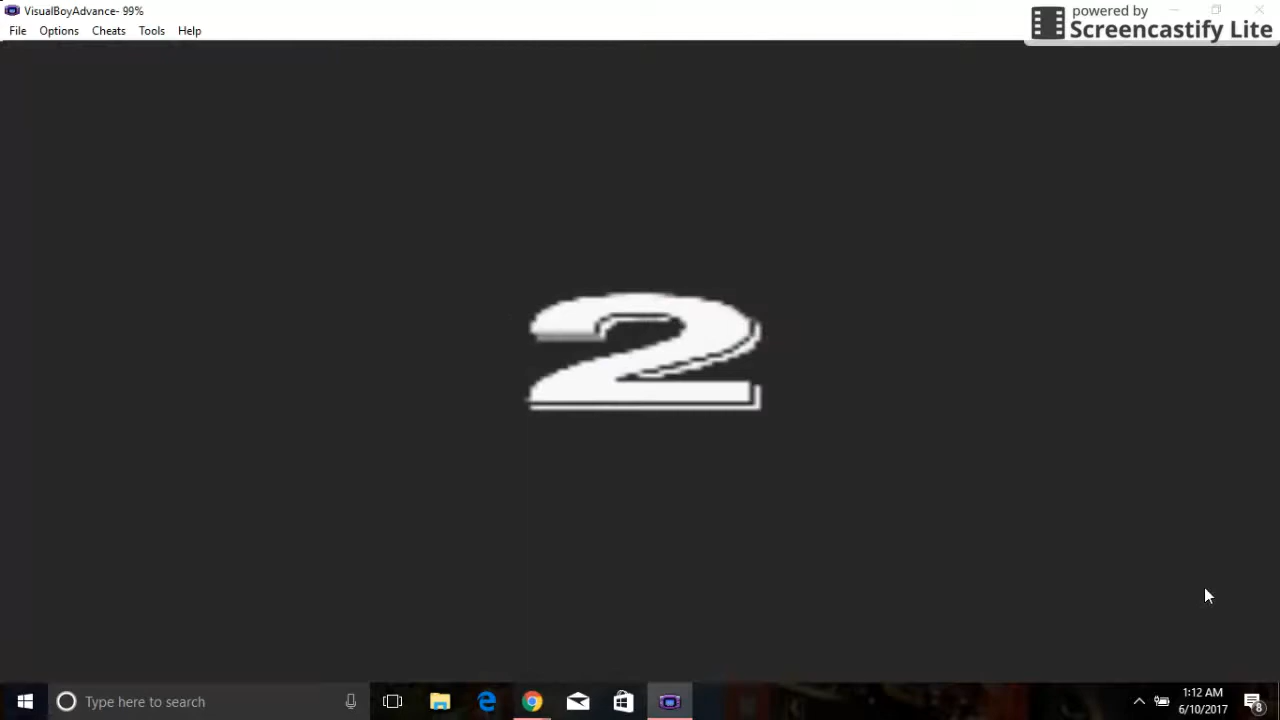 VisualBoyAdvance- 99%
powered by
Screencastify Lite
File Options Cheats Tools Help
2
Type here to search
1:12 AM
6/10/2017
8